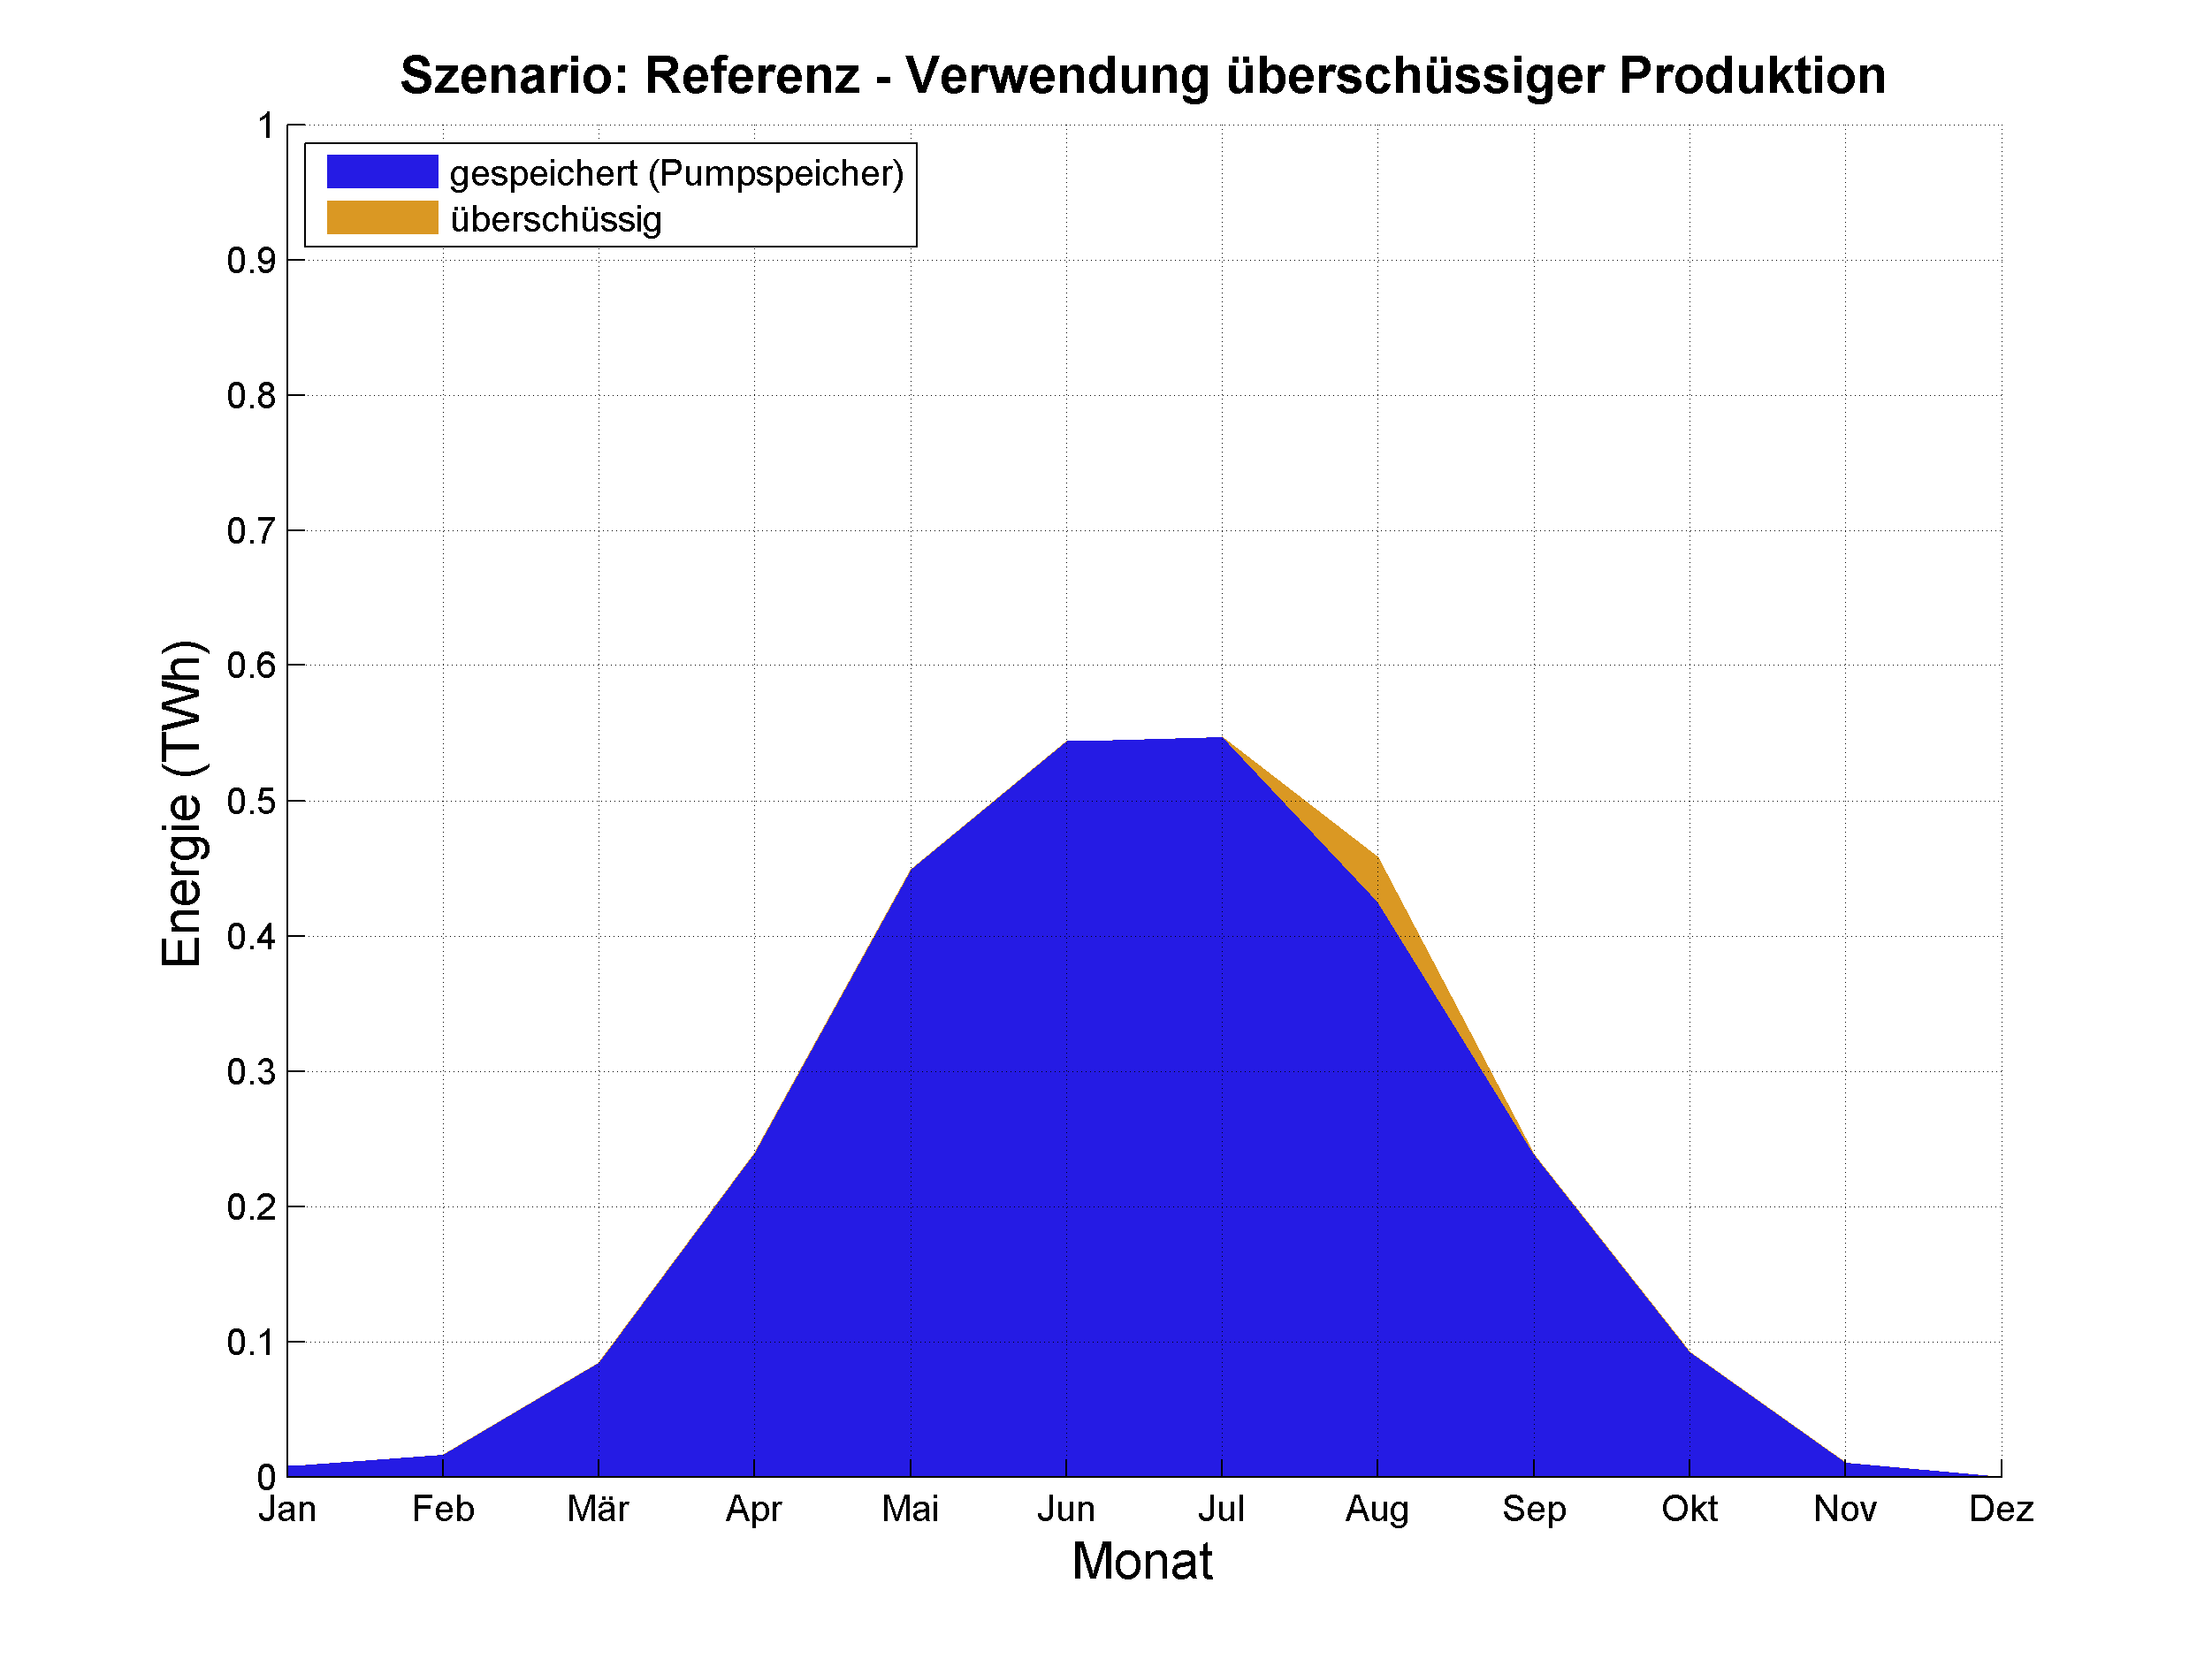 Szenario: Referenz - Verwendung überschüssiger Produktion
gespeichert (Pumpspeicher)
überschüssig
Energie (TWh)
1
0.9
0.8
0.7
0.6
0.5
0.4
0.3
0.2
0.1
0
Jan Feb Mär Apr Mai Jun Jul Aug Sep Okt Nov Dez
Monat